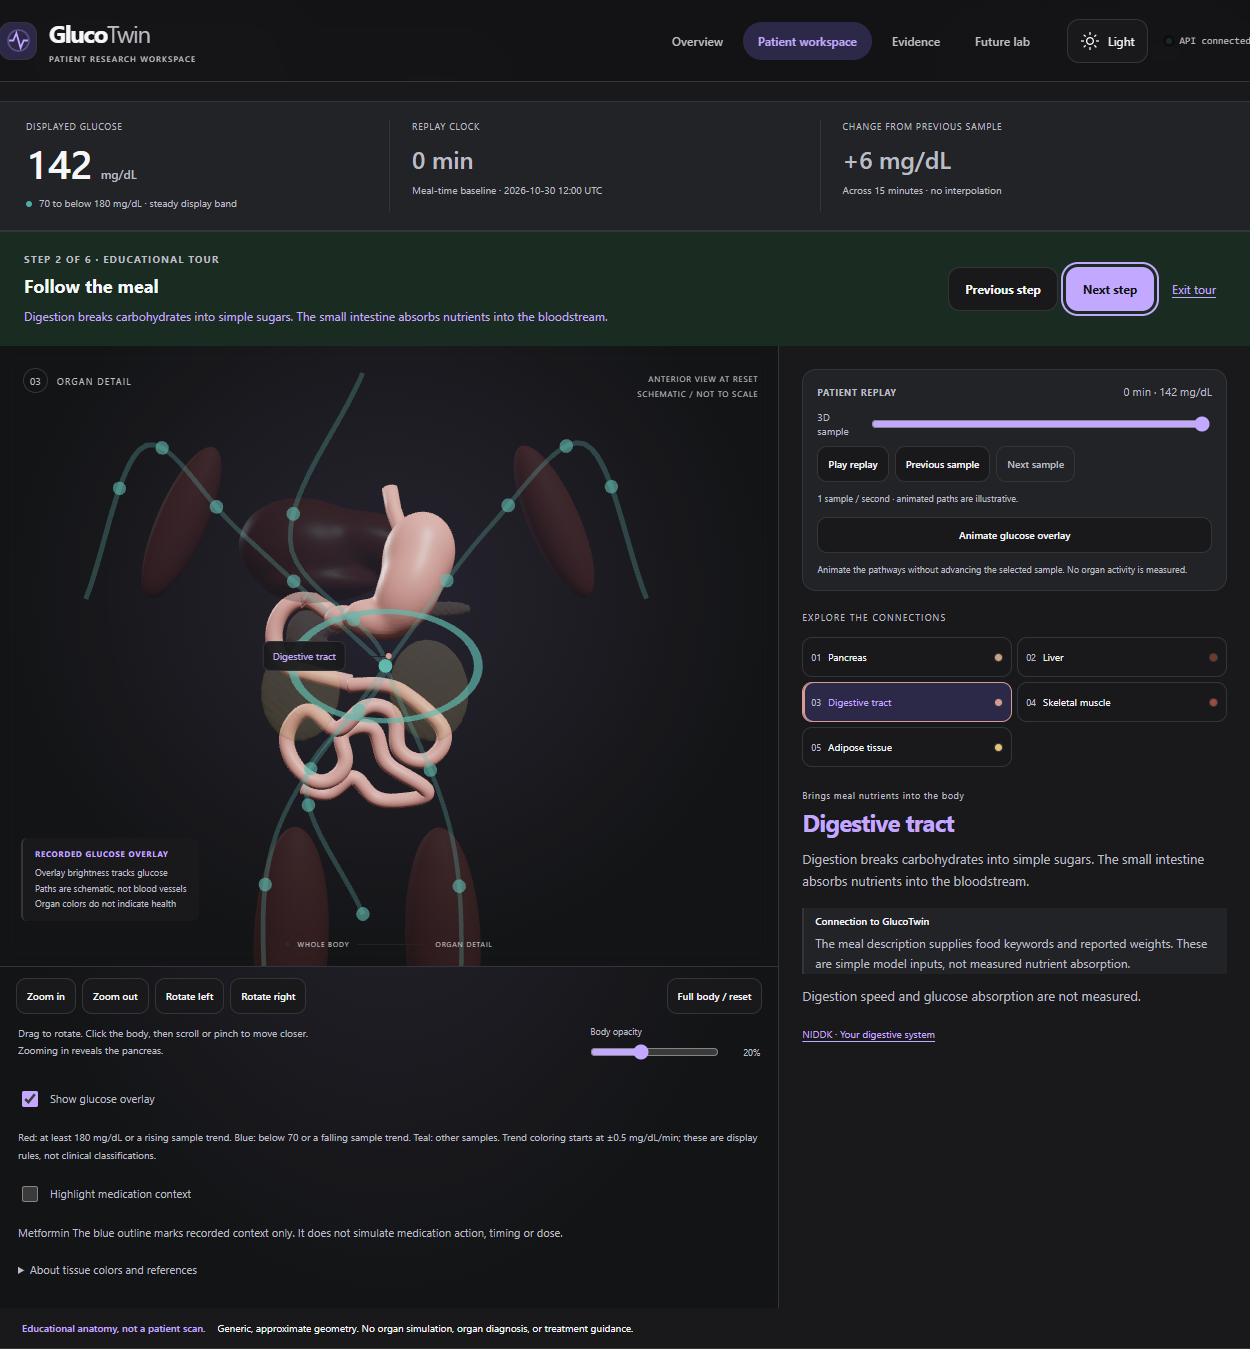 GlucoTwin
PATIENT RESEARCH WORKSPACE
Overview
Patient workspace
Evidence
Future lab
Light
API connected
DISPLAYED GLUCOSE
142 mg/dL
70 to below 180 mg/dL · steady display band
REPLAY CLOCK
0 min
Meal-time baseline · 2026-10-30 12:00 UTC
CHANGE FROM PREVIOUS SAMPLE
+6 mg/dL
Across 15 minutes · no interpolation
STEP 2 OF 6 · EDUCATIONAL TOUR
Follow the meal
Digestion breaks carbohydrates into simple sugars. The small intestine absorbs nutrients into the bloodstream.
Previous step
Next step
Exit tour
03 ORGAN DETAIL
ANTERIOR VIEW AT RESET
SCHEMATIC / NOT TO SCALE
Digestive tract
RECORDED GLUCOSE OVERLAY
Overlay brightness tracks glucose
Paths are schematic, not blood vessels
Organ colors do not indicate health
WHOLE BODY
ORGAN DETAIL
Zoom in
Zoom out
Rotate left
Rotate right
Full body / reset
Drag to rotate. Click the body, then scroll or pinch to move closer.
Zooming in reveals the pancreas.
Body opacity
20%
Show glucose overlay
Red: at least 180 mg/dL or a rising sample trend. Blue: below 70 or a falling sample trend. Teal: other samples. Trend coloring starts at ±0.5 mg/dL/min; these are display
rules, not clinical classifications.
Highlight medication context
Metformin The blue outline marks recorded context only. It does not simulate medication action, timing or dose.
About tissue colors and references
PATIENT REPLAY
0 min · 142 mg/dL
3D
sample
Play replay
Previous sample
Next sample
1 sample / second · animated paths are illustrative.
Animate glucose overlay
Animate the pathways without advancing the selected sample. No organ activity is measured.
EXPLORE THE CONNECTIONS
01 Pancreas
02 Liver
03 Digestive tract
04 Skeletal muscle
05 Adipose tissue
Brings meal nutrients into the body
Digestive tract
Digestion breaks carbohydrates into simple sugars. The small intestine
absorbs nutrients into the bloodstream.
Connection to GlucoTwin
The meal description supplies food keywords and reported weights. These
are simple model inputs, not measured nutrient absorption.
Digestion speed and glucose absorption are not measured.
NIDDK · Your digestive system
Educational anatomy, not a patient scan. Generic, approximate geometry. No organ simulation, organ diagnosis, or treatment guidance.